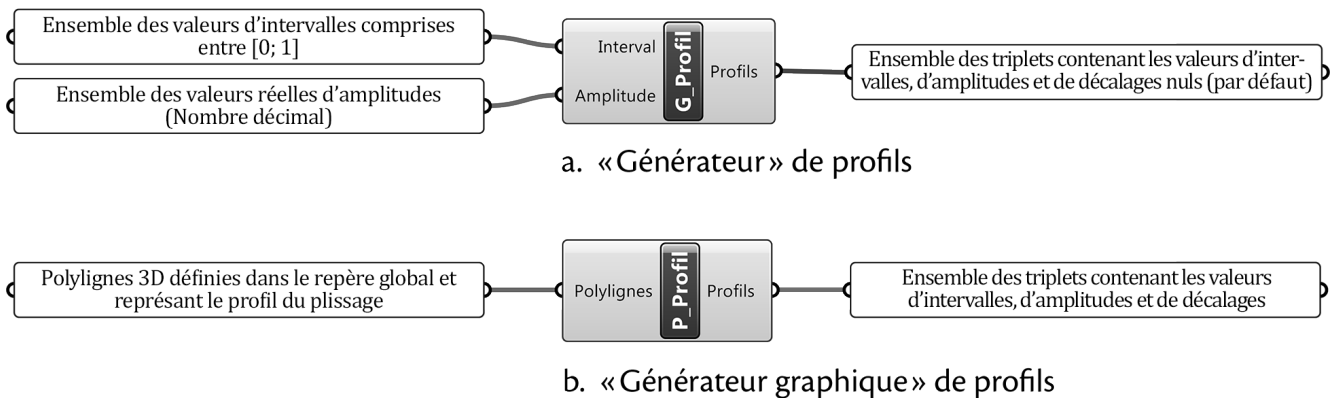 Ensemble des valeurs d’intervalles comprises
entre [0; 1]
Ensemble des valeurs réelles d’amplitudes
(Nombre décimal)
Interval
Amplitude
G_Profil
Profils
Ensemble des triplets contenant les valeurs d’inter-
valles, d’amplitudes et de décalages nuls (par défaut)
a. «Générateur» de profils
Polylignes 3D définies dans le repère global et
représant le profil du plissage
Polylignes
P_Profil
Profils
Ensemble des triplets contenant les valeurs
d’intervalles, d’amplitudes et de décalages
b. «Générateur graphique» de profils